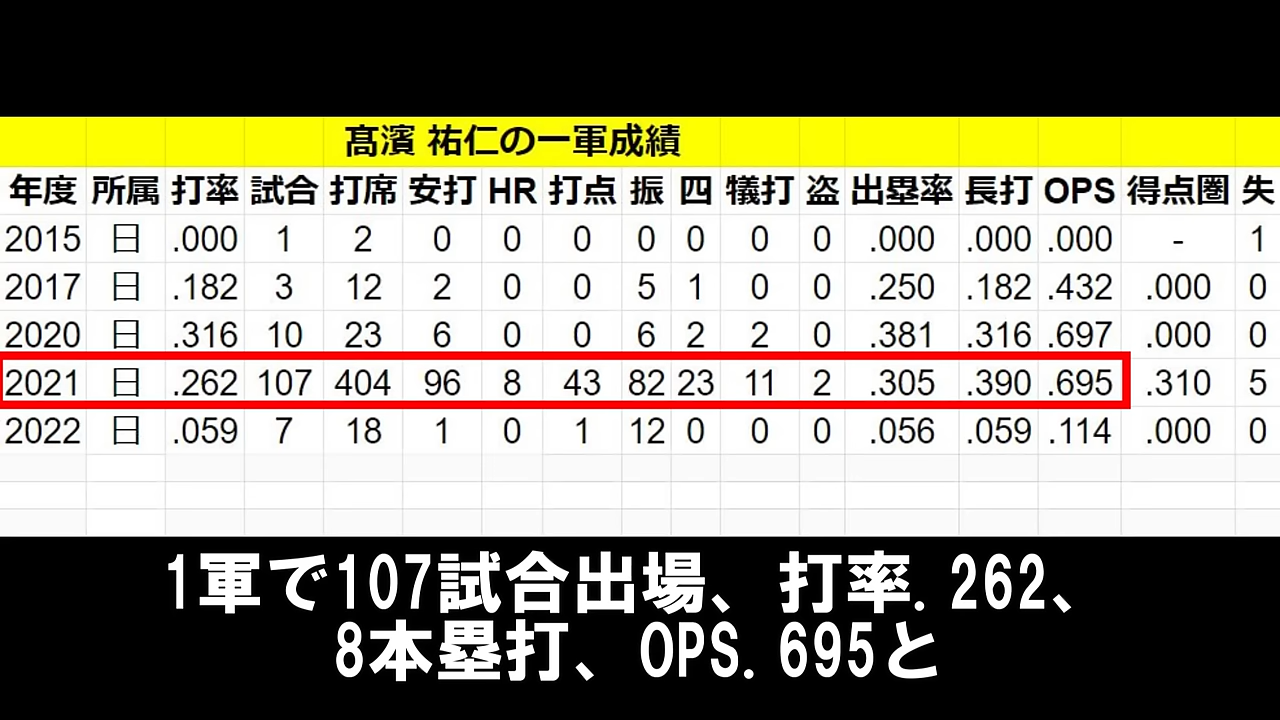 髙濱 祐仁の一軍成績
年度 所属 打率 試合 打席 安打 HR 打点 振 四 犠打 盗 出塁率 長打 OPS 得点圏 失
2015 日 .000 1 2 0 0 0 0 0 0 0 .000 .000 .000 - 1
2017 日 .182 3 12 2 0 0 5 1 0 0 .250 .182 .432 .000 0
2020 日 .316 10 23 6 0 0 6 2 2 0 .381 .316 .697 .000 0
2021 日 .262 107 404 96 8 43 82 23 11 2 .305 .390 .695 .310 5
2022 日 .059 7 18 1 0 1 12 0 0 0 .056 .059 .114 .000 0
1軍で107試合出場、打率.262、
8本塁打、OPS.695と